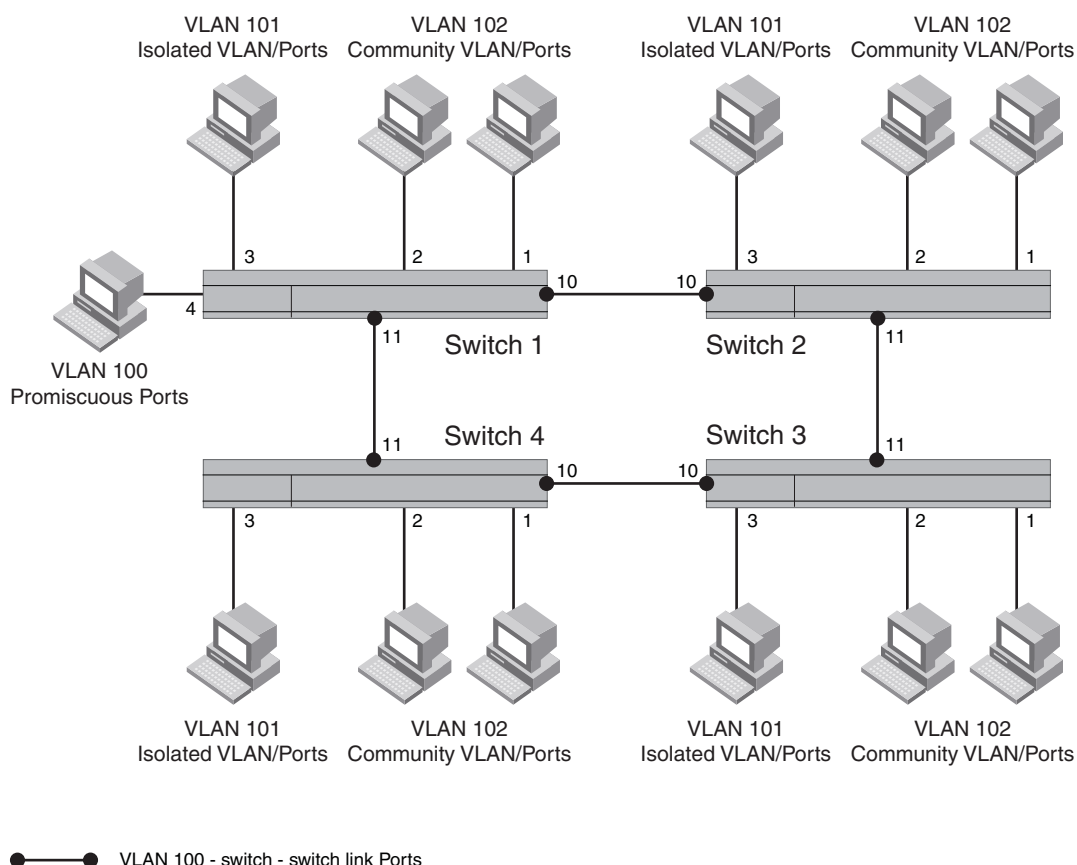 VLAN 101
Isolated VLAN/Ports
VLAN 102
Community VLAN/Ports
VLAN 101
Isolated VLAN/Ports
VLAN 102
Community VLAN/Ports
3
2
1
3
2
1
4
10
10
VLAN 100
Promiscuous Ports
11
Switch 1
Switch 2
11
11
Switch 4
Switch 3
11
10
10
3
2
1
3
2
1
VLAN 101
Isolated VLAN/Ports
VLAN 102
Community VLAN/Ports
VLAN 101
Isolated VLAN/Ports
VLAN 102
Community VLAN/Ports
VLAN 100 - switch - switch link Ports